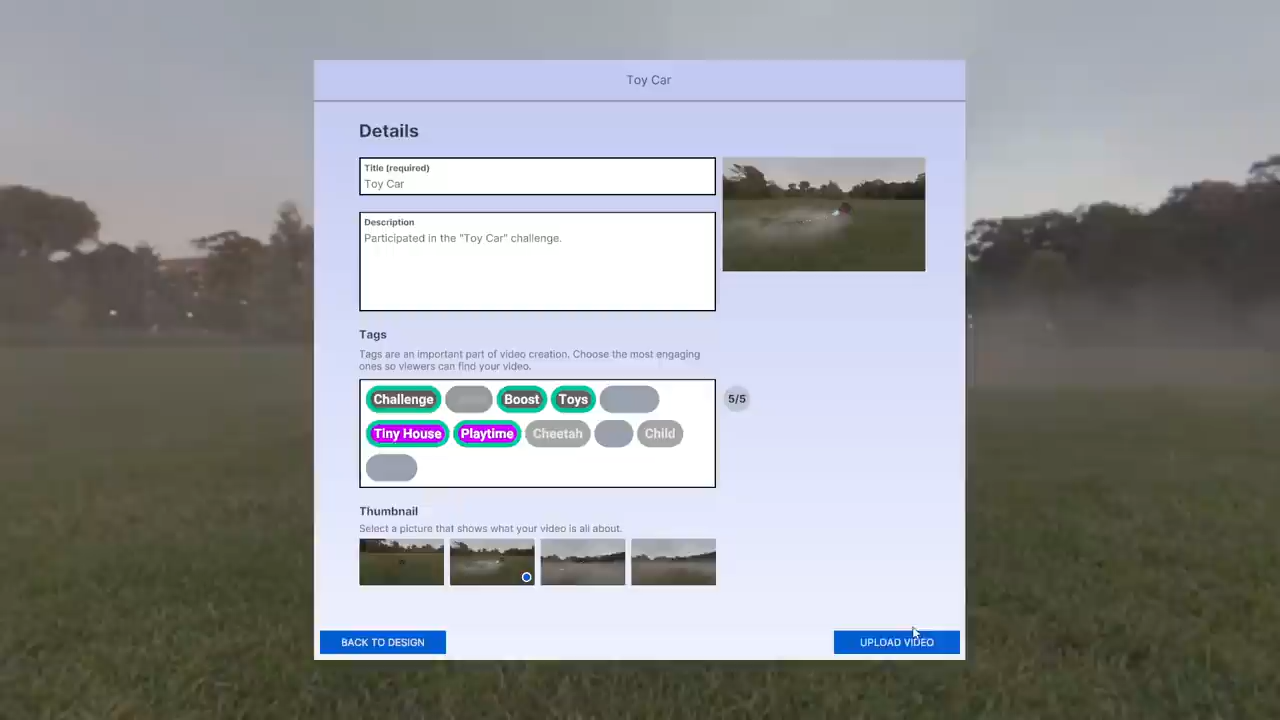 Toy Car
Details
Title (required)
Toy Car
Description
Participated in the "Toy Car" challenge.
Tags
Tags are an important part of video creation. Choose the most engaging
ones so viewers can find your video.
Challenge Boost Toys
5/5
Tiny House Playtime Cheetah Child
Thumbnail
Select a picture that shows what your video is all about.
BACK TO DESIGN
UPLOAD VIDEO